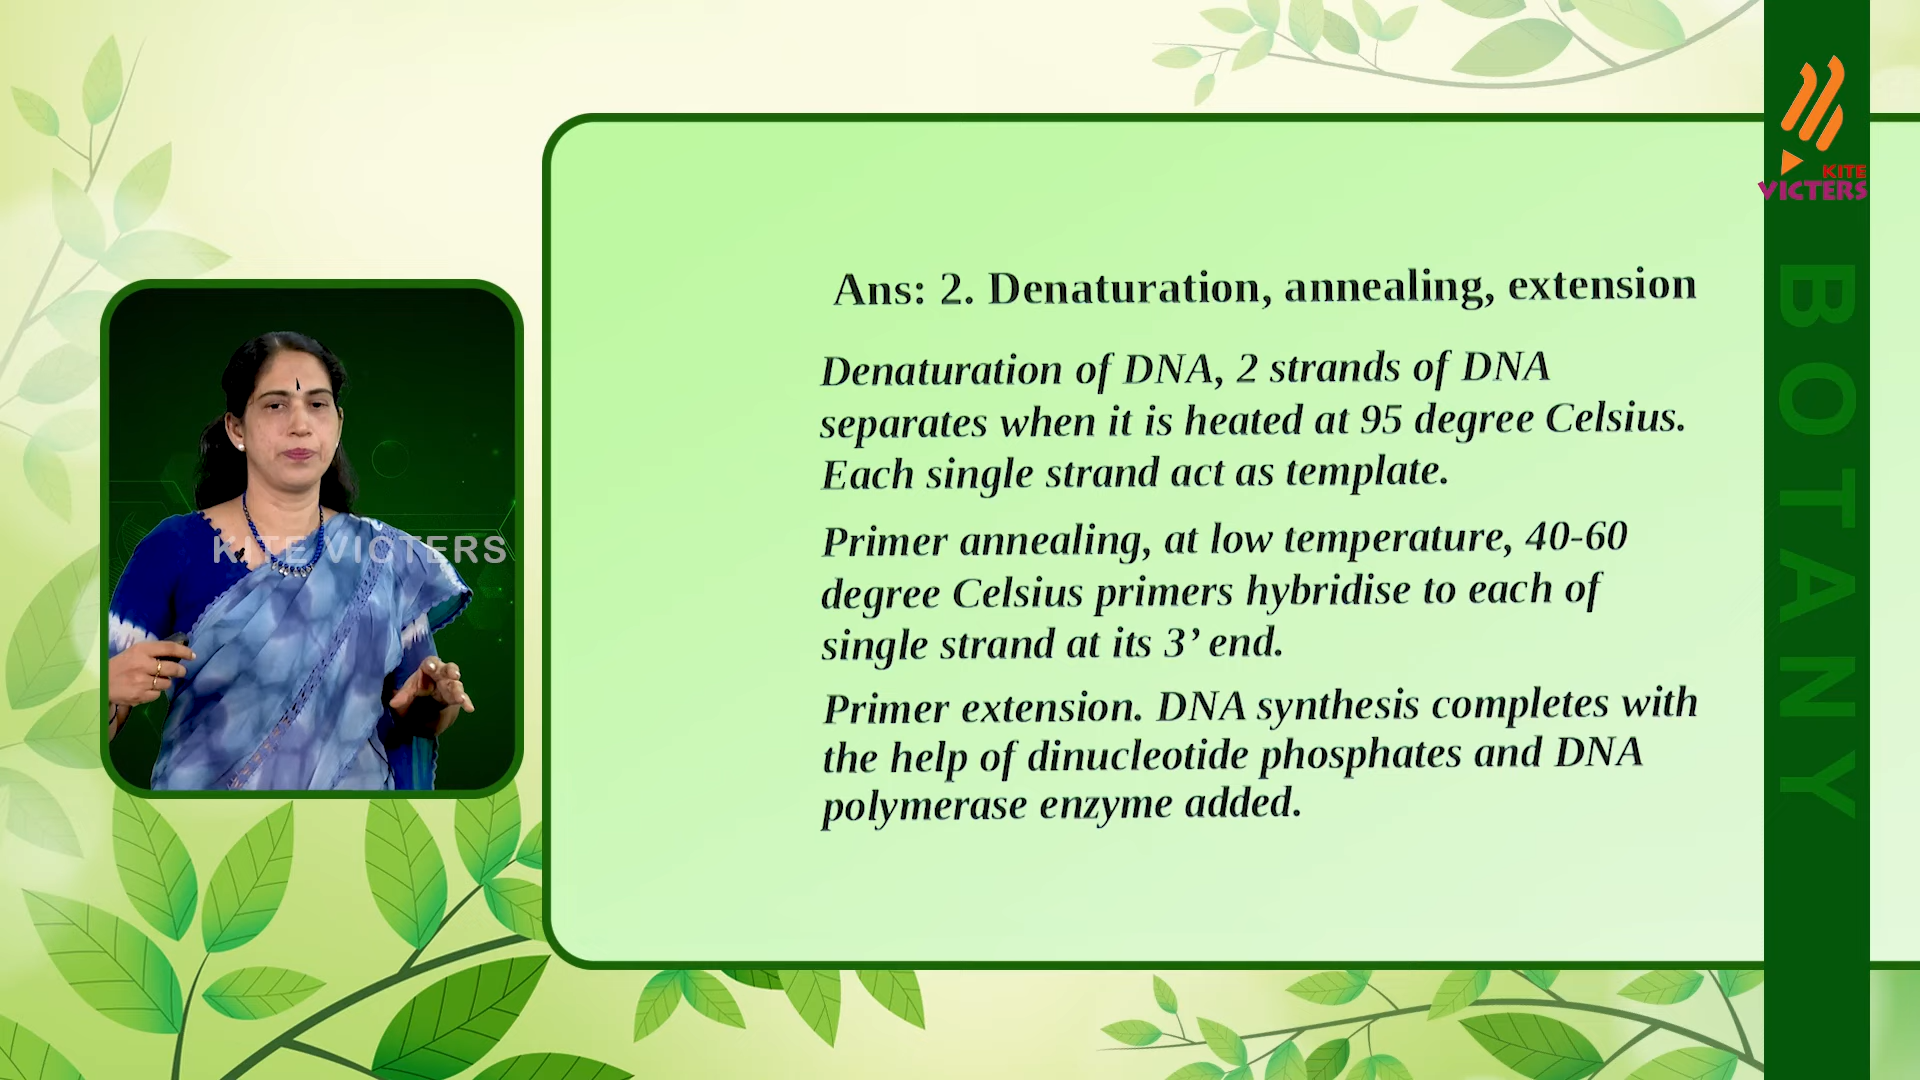 Ans: 2. Denaturation, annealing, extension
Denaturation of DNA, 2 strands of DNA
separates when it is heated at 95 degree Celsius.
Each single strand act as template.
Primer annealing, at low temperature, 40-60
degree Celsius primers hybridise to each of
single strand at its 3’ end.
Primer extension. DNA synthesis completes with
the help of dinucleotide phosphates and DNA
polymerase enzyme added.
KITE VICTERS
KITE
VICTERS
BOTANY